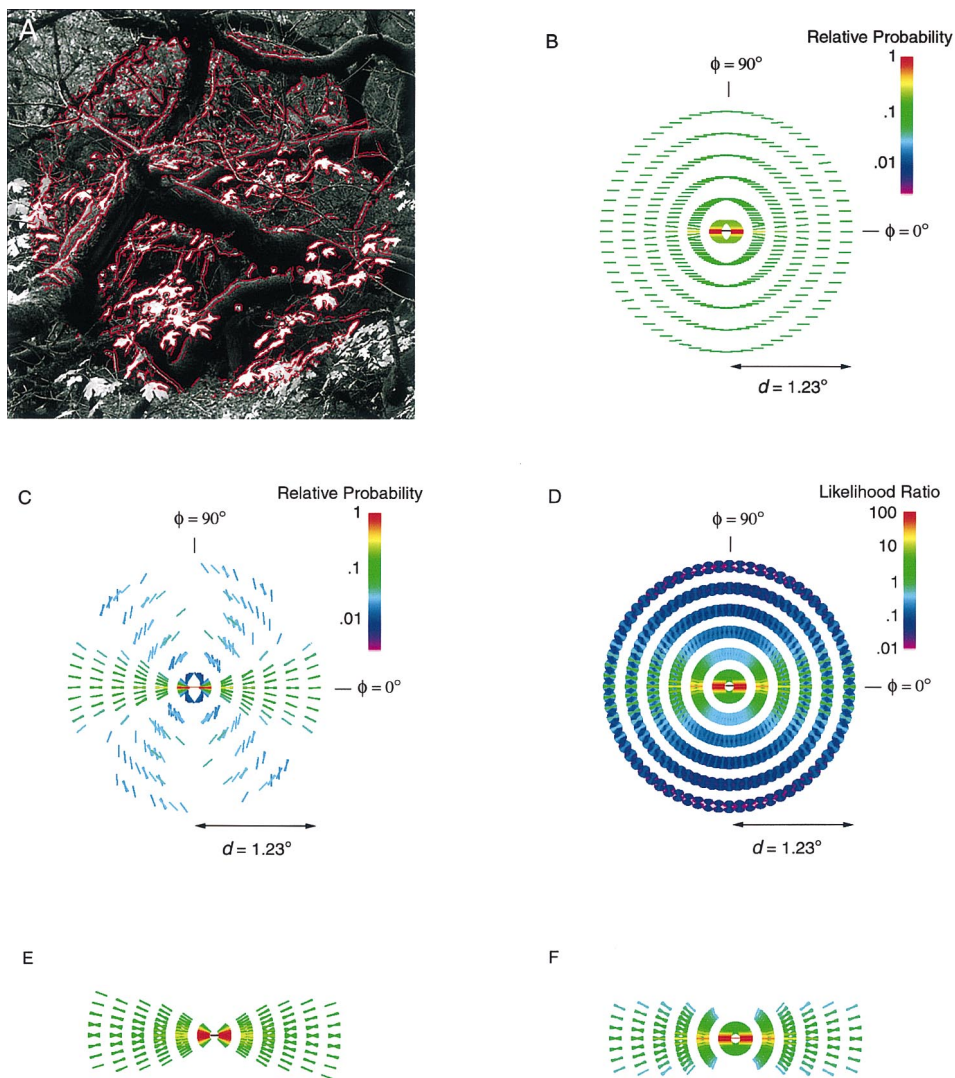 A
B
Relative Probability
1
.1
.01
ϕ = 90°
ϕ = 0°
d = 1.23°
C
Relative Probability
1
.1
.01
ϕ = 90°
ϕ = 0°
d = 1.23°
D
Likelihood Ratio
100
10
1
.1
.01
ϕ = 90°
ϕ = 0°
d = 1.23°
E
F